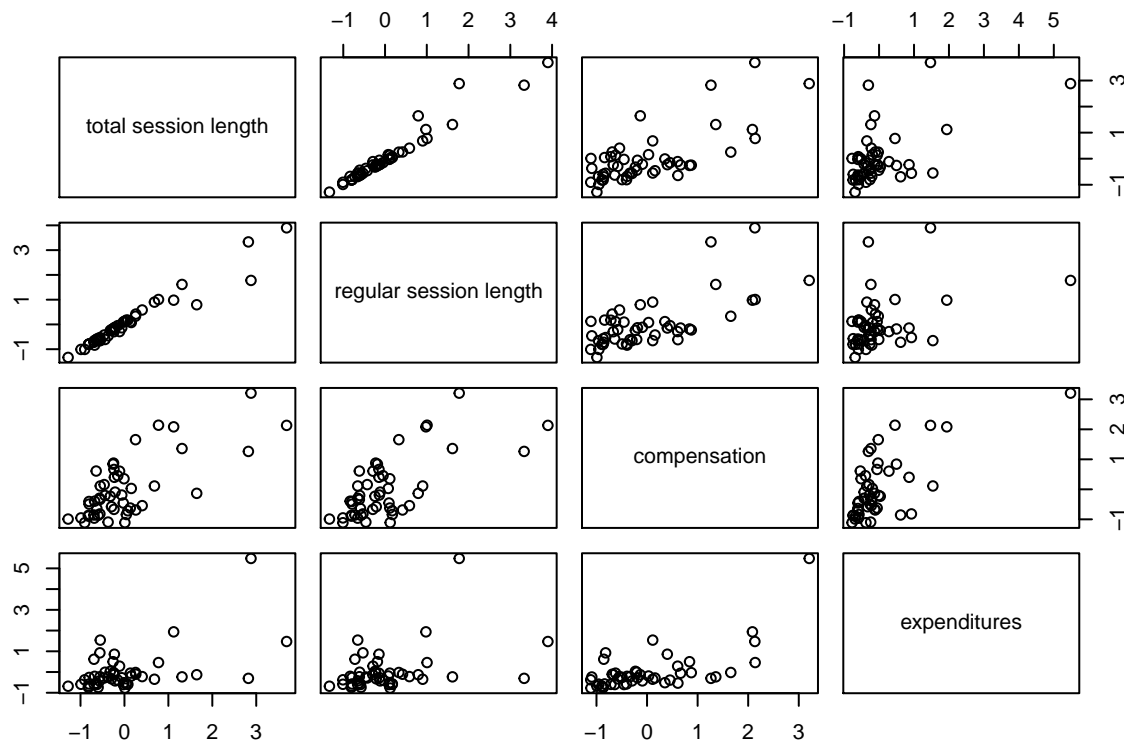 −1 0 1 2 3 4
−1 0 1 2 3 4 5
total session length
−1 1 3
−1 1 3
regular session length
compensation
−1 1 2 3
−1 1 3 5
expenditures
−1 0 1 2 3
−1 0 1 2 3